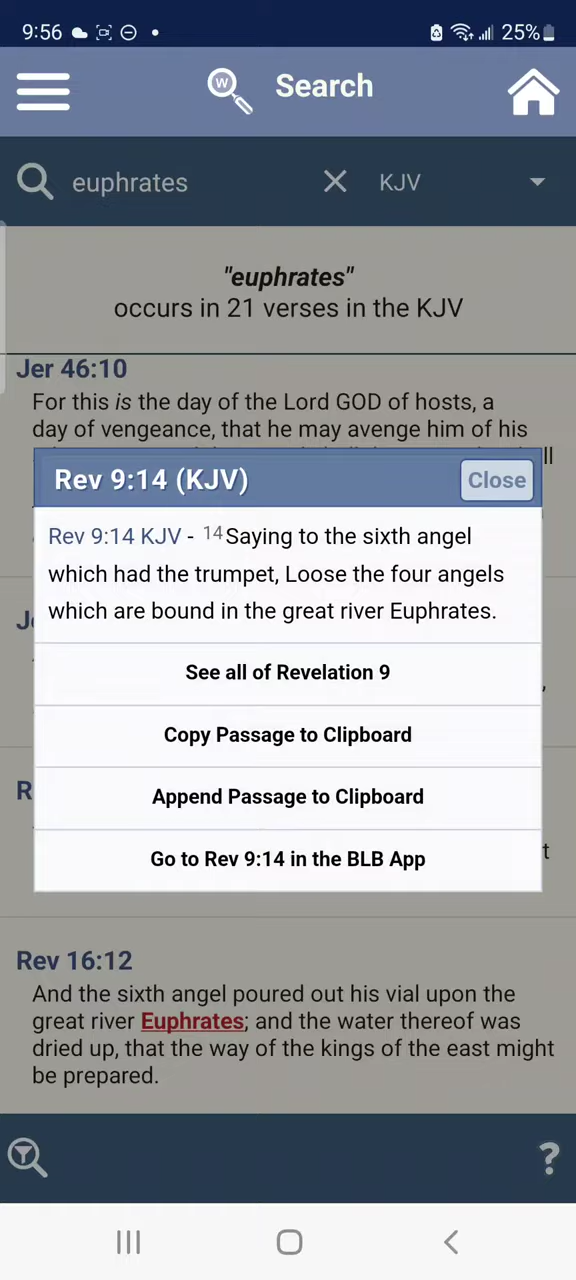 9:56
25%
Search
euphrates
KJV
"euphrates"
occurs in 21 verses in the KJV
Jer 46:10
For this is the day of the Lord GOD of hosts, a
day of vengeance, that he may avenge him of his
Rev 9:14 (KJV)
Close
Rev 9:14 KJV - 14 Saying to the sixth angel
which had the trumpet, Loose the four angels
which are bound in the great river Euphrates.
See all of Revelation 9
Copy Passage to Clipboard
Append Passage to Clipboard
Go to Rev 9:14 in the BLB App
Rev 16:12
And the sixth angel poured out his vial upon the
great river Euphrates; and the water thereof was
dried up, that the way of the kings of the east might
be prepared.
?